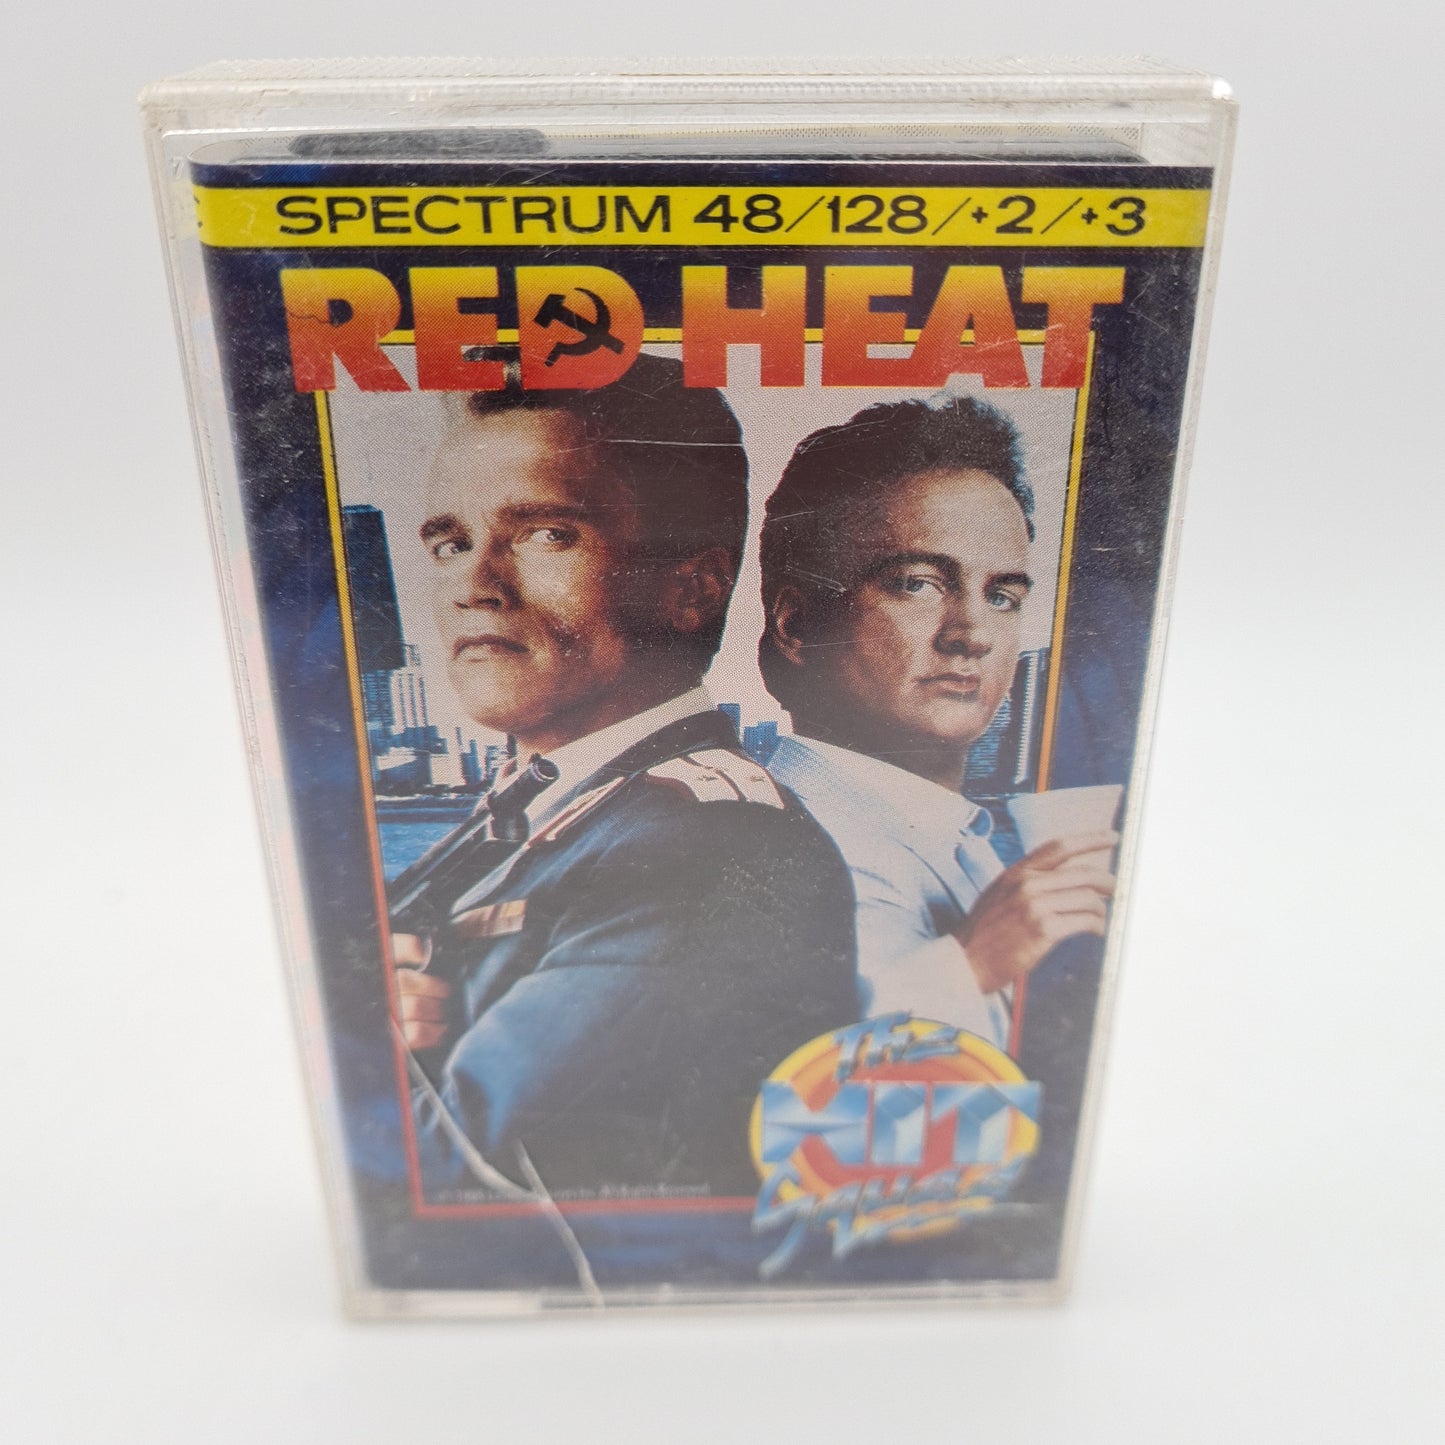 SPECTRUM 48/128/+2/+3
RED HEAT
THE
HIT
SQUAD